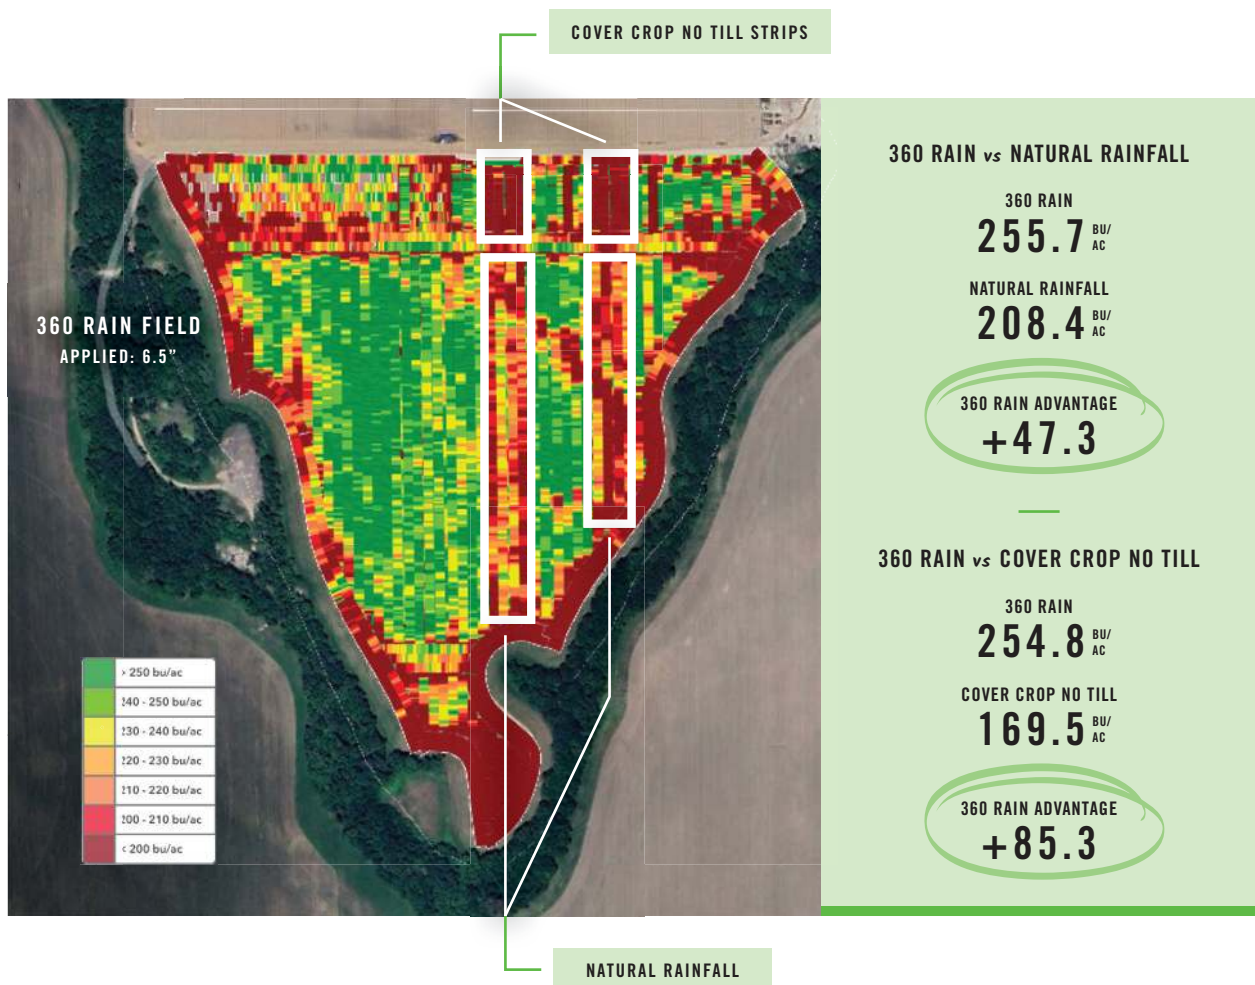 COVER CROP NO TILL STRIPS
360 RAIN FIELD
APPLIED: 6.5”
› 250 bu/ac
240 - 250 bu/ac
230 - 240 bu/ac
220 - 230 bu/ac
210 - 220 bu/ac
200 - 210 bu/ac
‹ 200 bu/ac
NATURAL RAINFALL
360 RAIN vs NATURAL RAINFALL
360 RAIN
255.7 BU/
AC
NATURAL RAINFALL
208.4 BU/
AC
360 RAIN ADVANTAGE
+47.3
360 RAIN vs COVER CROP NO TILL
360 RAIN
254.8 BU/
AC
COVER CROP NO TILL
169.5 BU/
AC
360 RAIN ADVANTAGE
+85.3